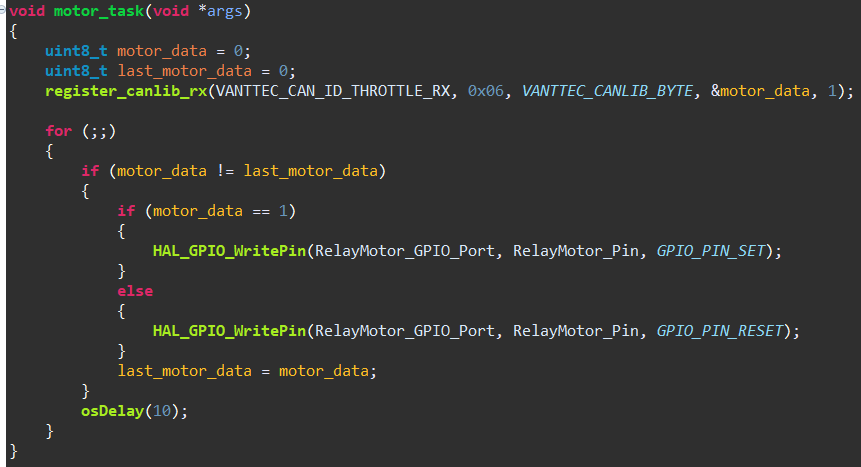 void motor_task(void *args)
{
    uint8_t motor_data = 0;
    uint8_t last_motor_data = 0;
    register_canlib_rx(VANTTEC_CAN_ID_THROTTLE_RX, 0x06, VANTTEC_CANLIB_BYTE, &motor_data, 1);

    for (;;)
    {
        if (motor_data != last_motor_data)
        {
            if (motor_data == 1)
            {
                HAL_GPIO_WritePin(RelayMotor_GPIO_Port, RelayMotor_Pin, GPIO_PIN_SET);
            }
            else
            {
                HAL_GPIO_WritePin(RelayMotor_GPIO_Port, RelayMotor_Pin, GPIO_PIN_RESET);
            }
            last_motor_data = motor_data;
        }
        osDelay(10);
    }
}